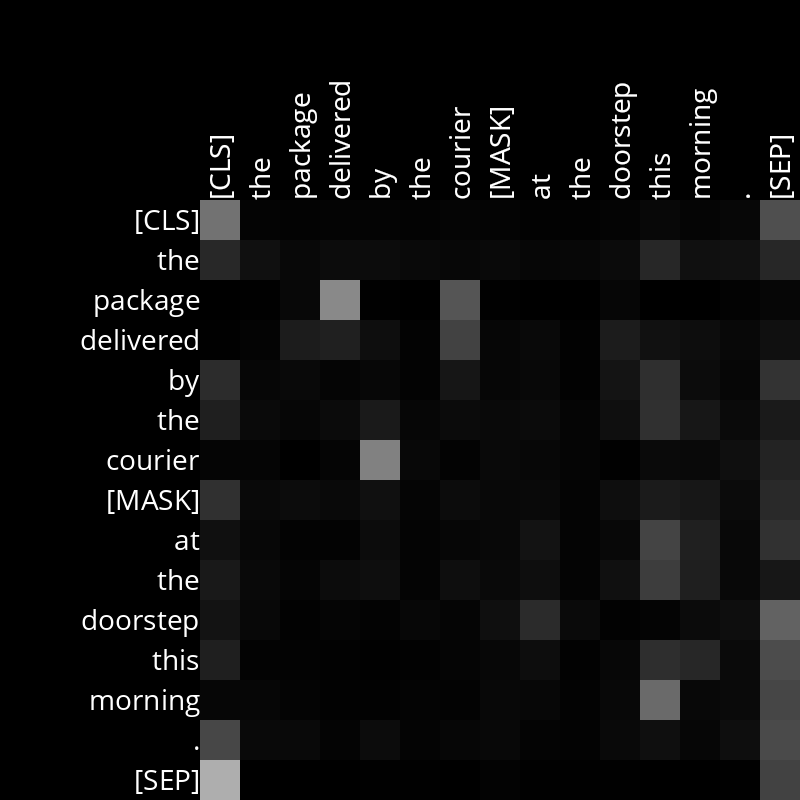 [CLS] the package delivered by the courier [MASK] at the doorstep this morning . [SEP]
[CLS]
the
package
delivered
by
the
courier
[MASK]
at
the
doorstep
this
morning
.
[SEP]